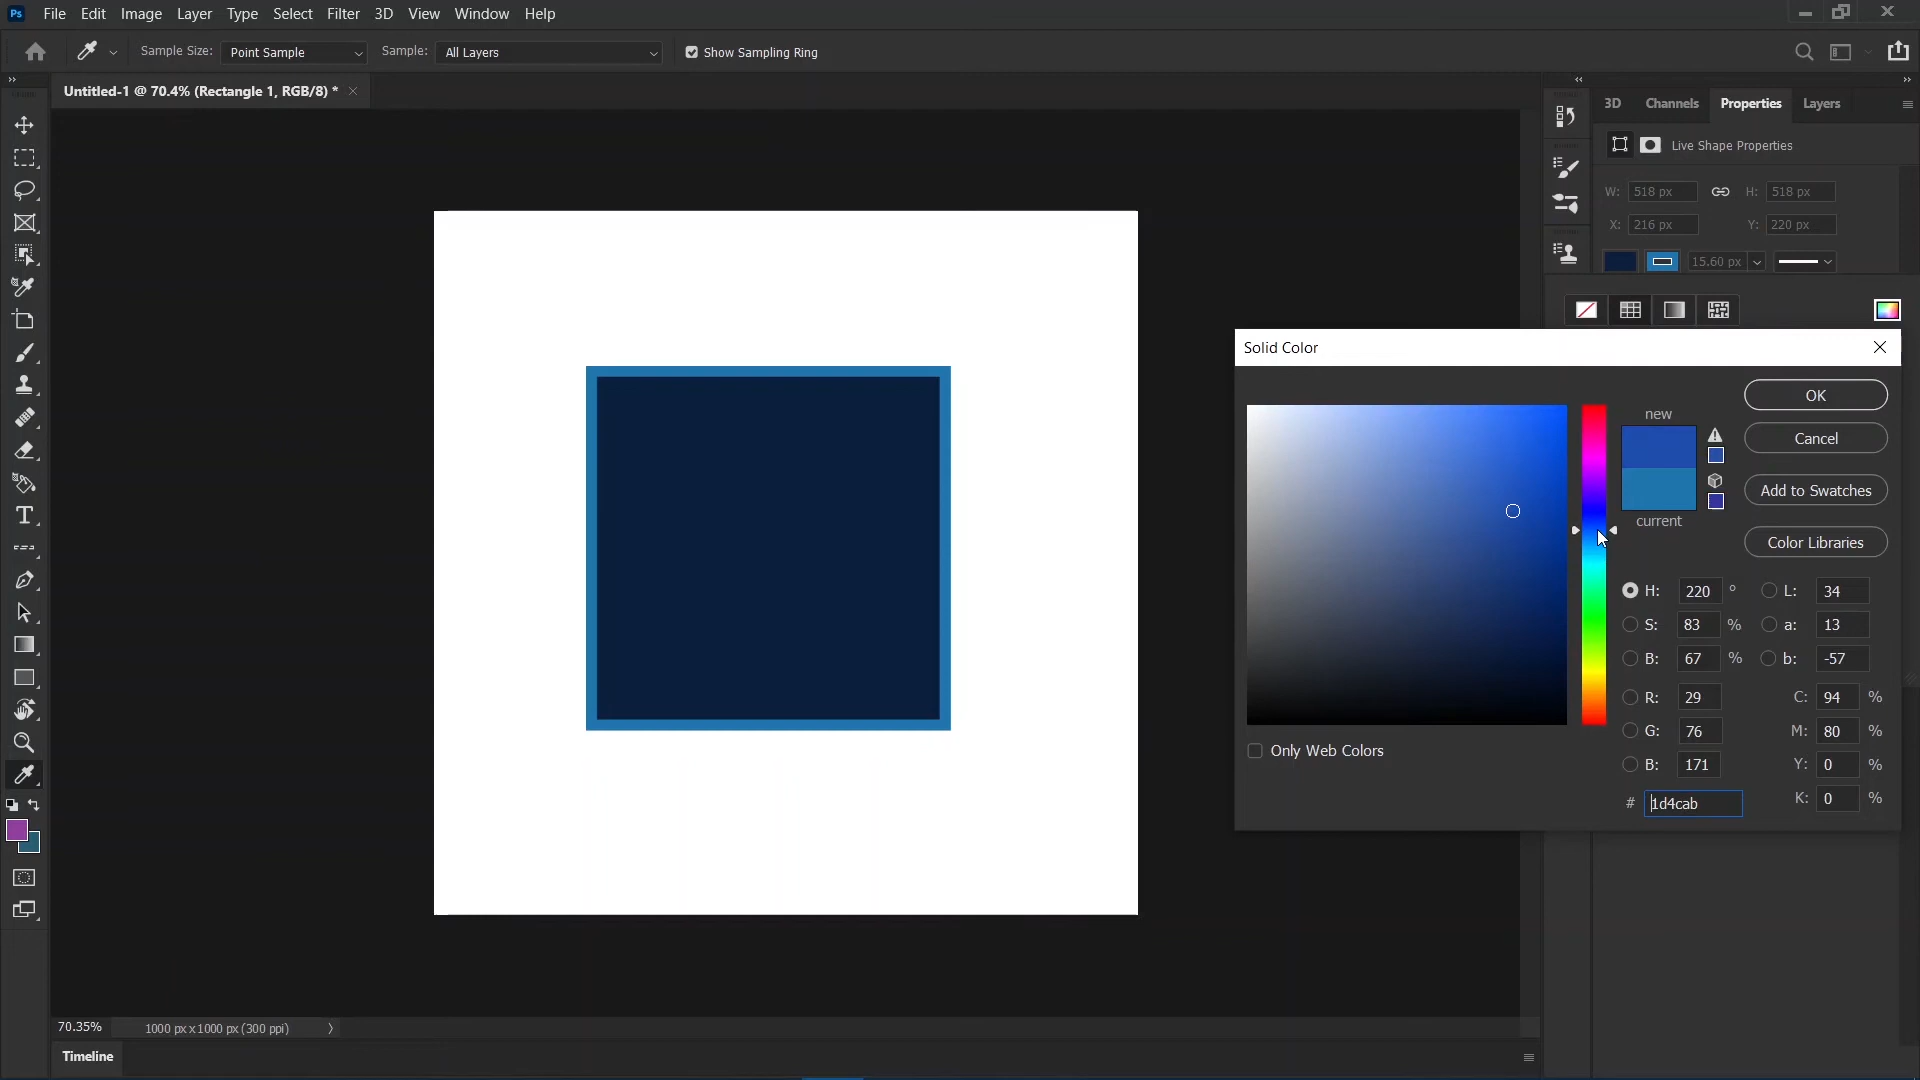 Ps File Edit Image Layer Type Select Filter 3D View Window Help
Sample Size: Point Sample Sample: All Layers Show Sampling Ring
Untitled-1 @ 70.4% (Rectangle 1, RGB/8) *
3D Channels Properties Layers
Live Shape Properties
W: 518 px H: 518 px
X: 216 px Y: 220 px
15.60 px
Solid Color
new
current
OK
Cancel
Add to Swatches
Color Libraries
H: 220 ° L: 34
S: 83 % a: 13
B: 67 % b: -57
R: 29 C: 94 %
G: 76 M: 80 %
B: 171 Y: 0 %
# 1d4cab K: 0 %
Only Web Colors
70.35% 1000 px x 1000 px (300 ppi)
Timeline